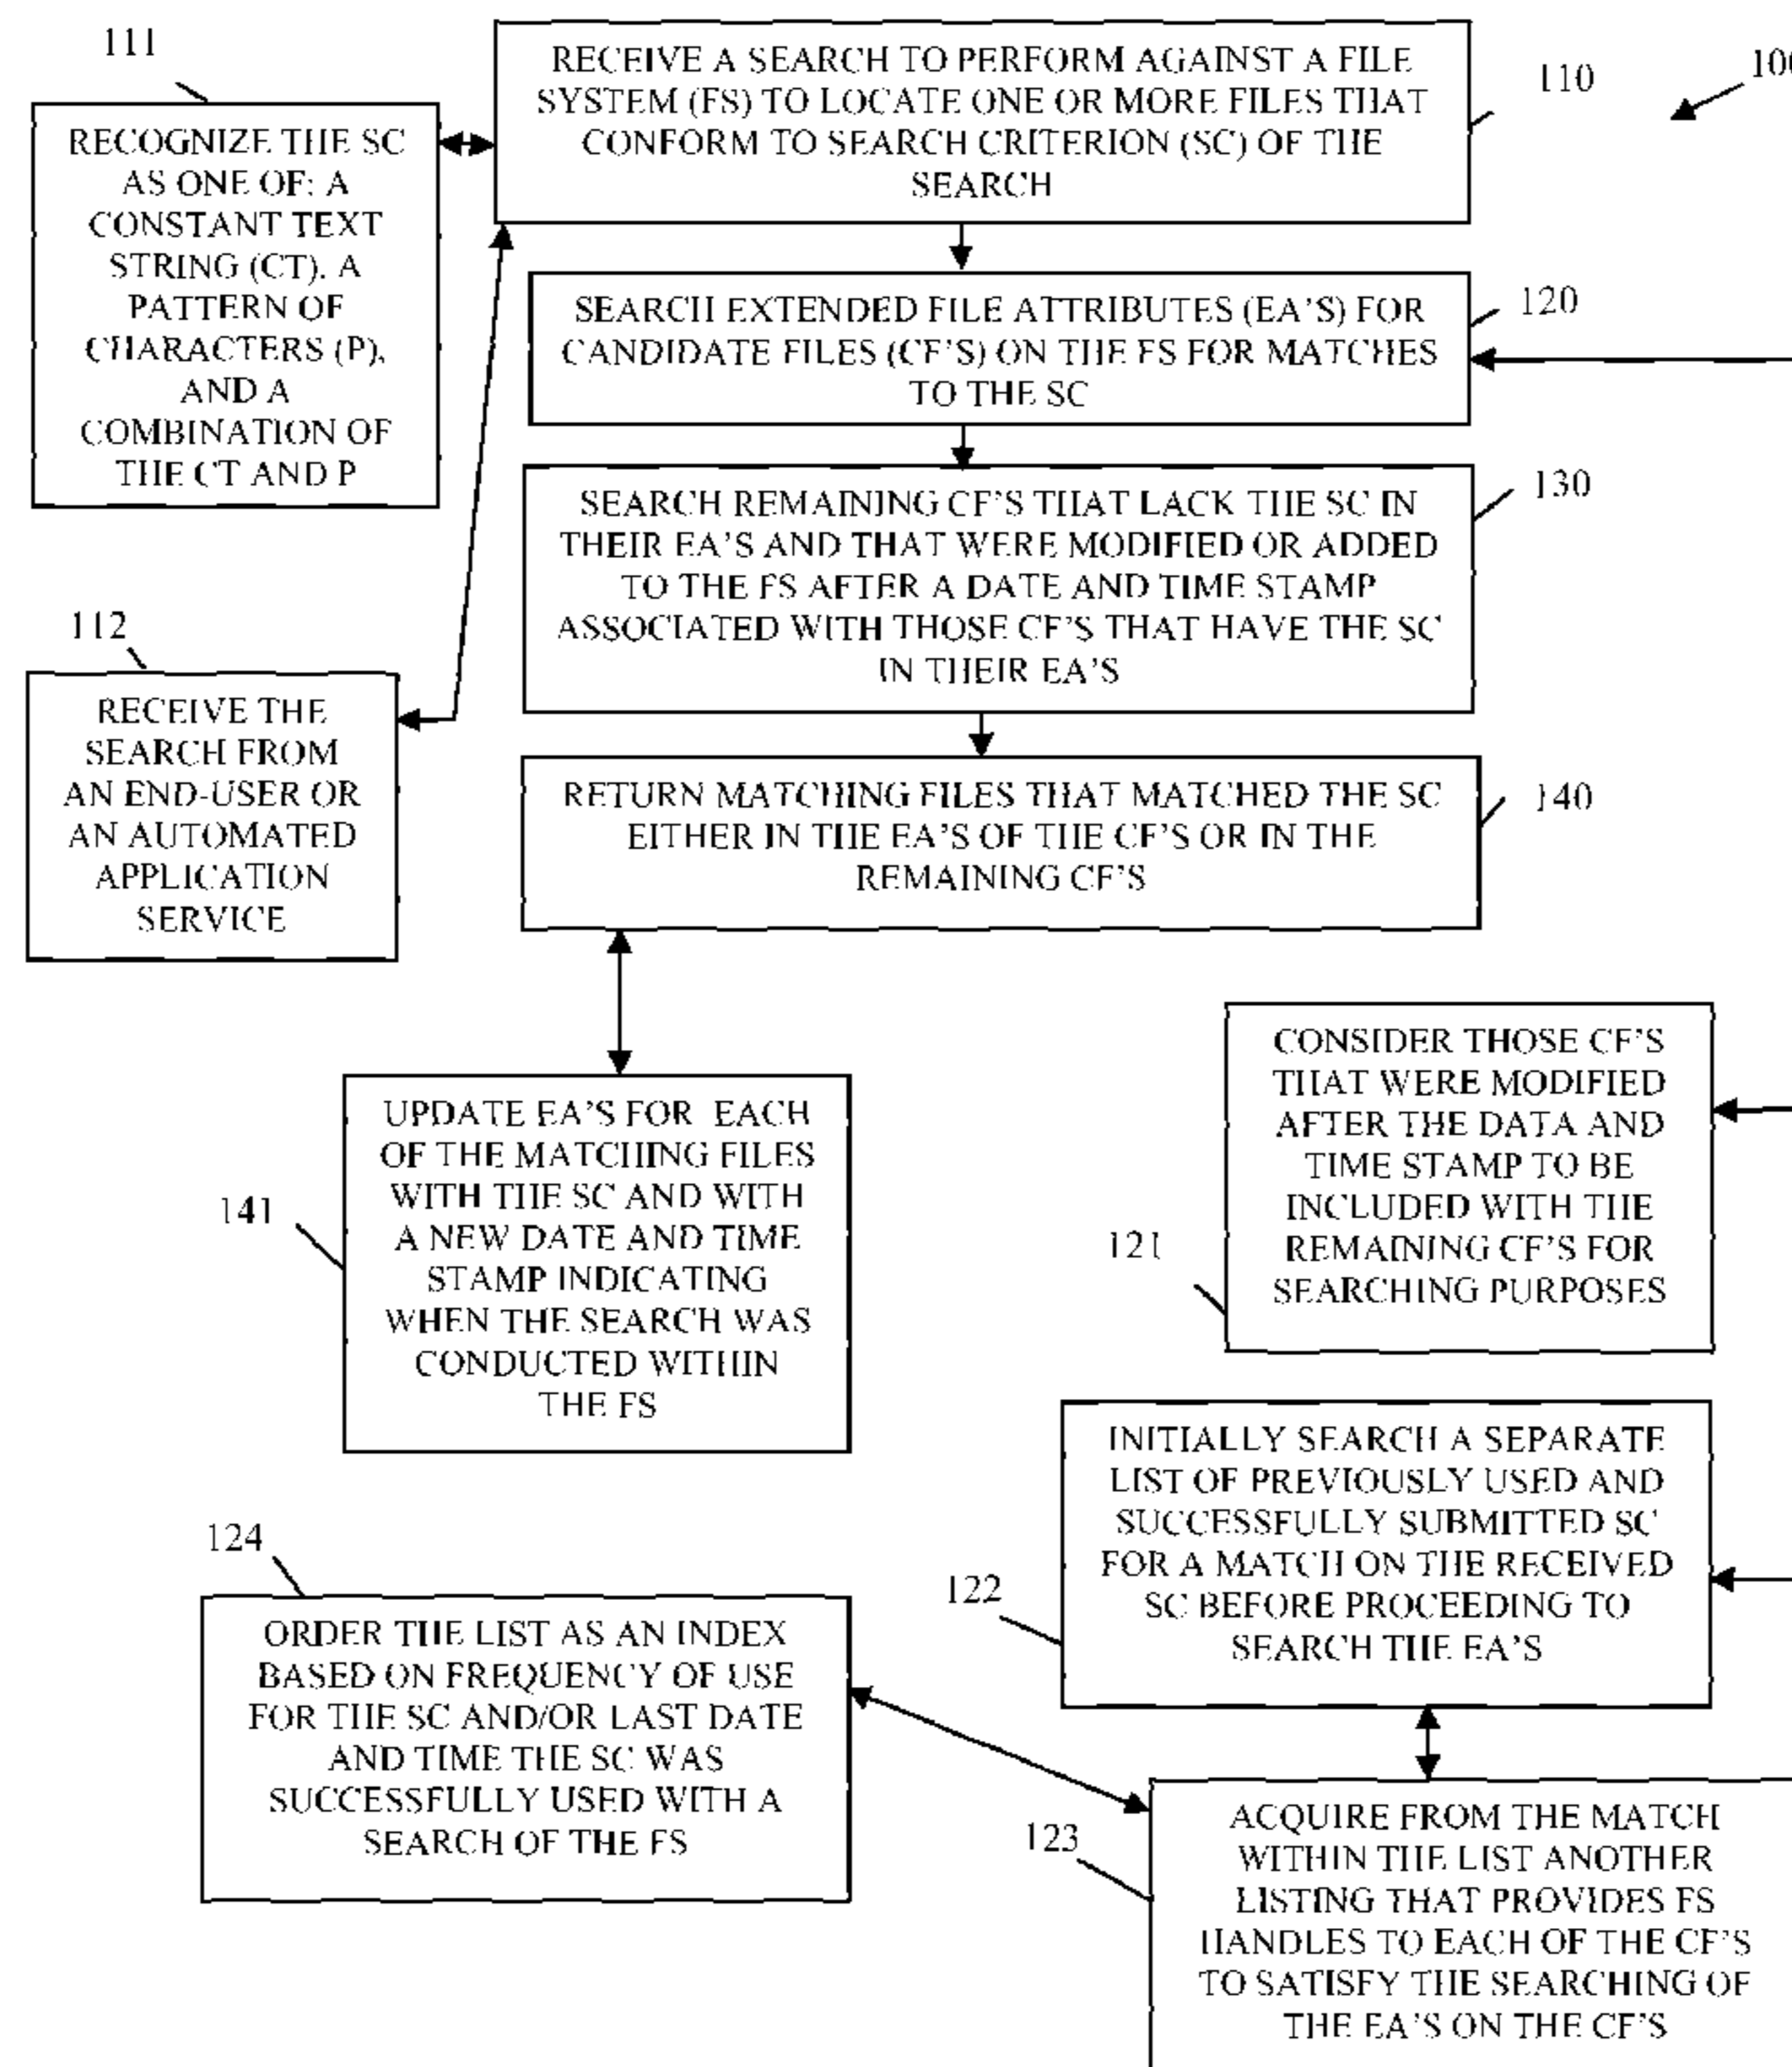 111
RECOGNIZE THE SC
AS ONE OF: A
CONSTANT TEXT
STRING (CT), A
PATTERN OF
CHARACTERS (P),
AND A
COMBINATION OF
THE CT AND P
RECEIVE A SEARCH TO PERFORM AGAINST A FILE
SYSTEM (FS) TO LOCATE ONE OR MORE FILES THAT
CONFORM TO SEARCH CRITERION (SC) OF THE
SEARCH
110
SEARCH EXTENDED FILE ATTRIBUTES (EA'S) FOR
CANDIDATE FILES (CF'S) ON THE FS FOR MATCHES
TO THE SC
120
SEARCH REMAINING CF'S THAT LACK THE SC IN
THEIR EA'S AND THAT WERE MODIFIED OR ADDED
TO THE FS AFTER A DATE AND TIME STAMP
ASSOCIATED WITH THOSE CF'S THAT HAVE THE SC
IN THEIR EA'S
130
112
RECEIVE THE
SEARCH FROM
AN END-USER OR
AN AUTOMATED
APPLICATION
SERVICE
RETURN MATCHING FILES THAT MATCHED THE SC
EITHER IN THE EA'S OF THE CF'S OR IN THE
REMAINING CF'S
140
141
UPDATE EA'S FOR EACH
OF THE MATCHING FILES
WITH THE SC AND WITH
A NEW DATE AND TIME
STAMP INDICATING
WHEN THE SEARCH WAS
CONDUCTED WITHIN
THE FS
121
CONSIDER THOSE CF'S
THAT WERE MODIFIED
AFTER THE DATA AND
TIME STAMP TO BE
INCLUDED WITH THE
REMAINING CF'S FOR
SEARCHING PURPOSES
122
INITIALLY SEARCH A SEPARATE
LIST OF PREVIOUSLY USED AND
SUCCESSFULLY SUBMITTED SC
FOR A MATCH ON THE RECEIVED
SC BEFORE PROCEEDING TO
SEARCH THE EA'S
124
ORDER THE LIST AS AN INDEX
BASED ON FREQUENCY OF USE
FOR THE SC AND/OR LAST DATE
AND TIME THE SC WAS
SUCCESSFULLY USED WITH A
SEARCH OF THE FS
123
ACQUIRE FROM THE MATCH
WITHIN THE LIST ANOTHER
LISTING THAT PROVIDES FS
HANDLES TO EACH OF THE CF'S
TO SATISFY THE SEARCHING OF
THE EA'S ON THE CF'S